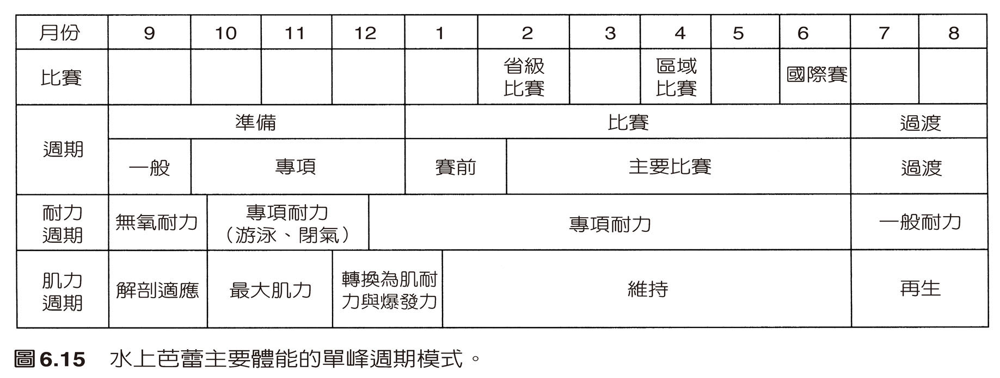 月份 9 10 11 12 1 2 3 4 5 6 7 8
比賽 省級比賽 區域比賽 國際賽
週期 準備 比賽 過渡
一般 專項 賽前 主要比賽 過渡
耐力週期 無氧耐力 專項耐力（游泳、閉氣） 專項耐力 一般耐力
肌力週期 解剖適應 最大肌力 轉換為肌耐力與爆發力 維持 再生
圖6.15 水上芭蕾主要體能的單峰週期模式。